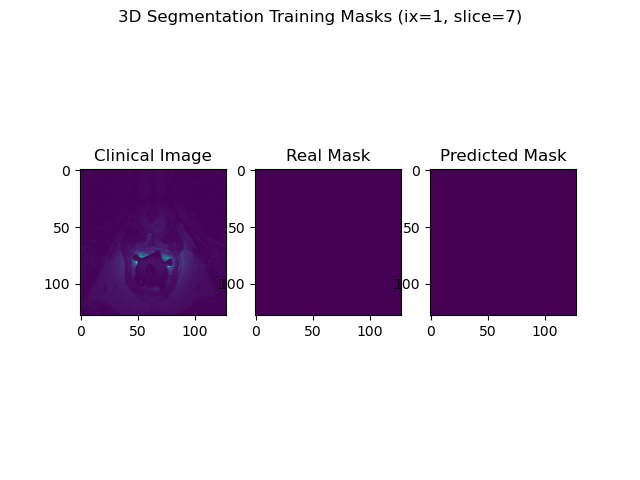 3D Segmentation Training Masks (ix=1, slice=7)
Clinical Image Real Mask Predicted Mask
0 0 0
50 50 50
100 100 100
0 50 100 0 50 100 0 50 100